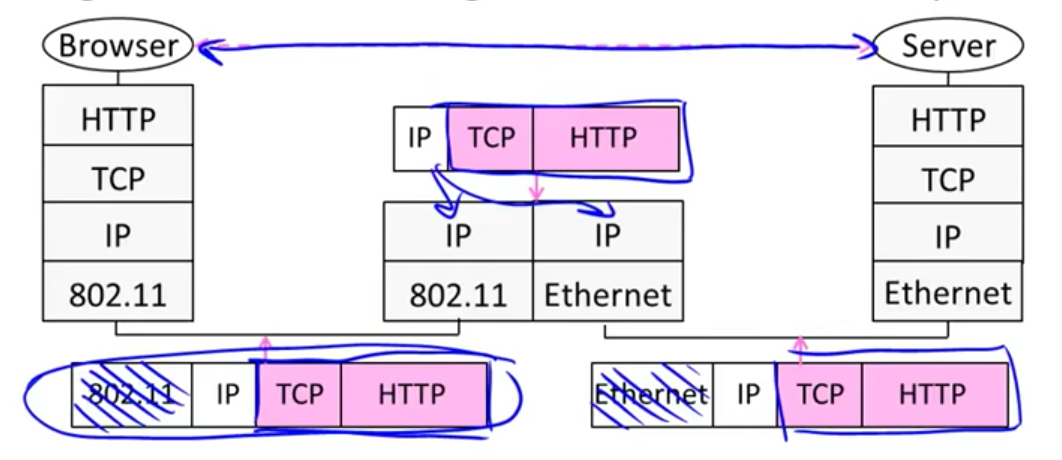 Browser Server
HTTP HTTP
IP TCP HTTP
TCP TCP
IP IP IP IP
802.11 802.11 Ethernet Ethernet
802.11 IP TCP HTTP Ethernet IP TCP HTTP